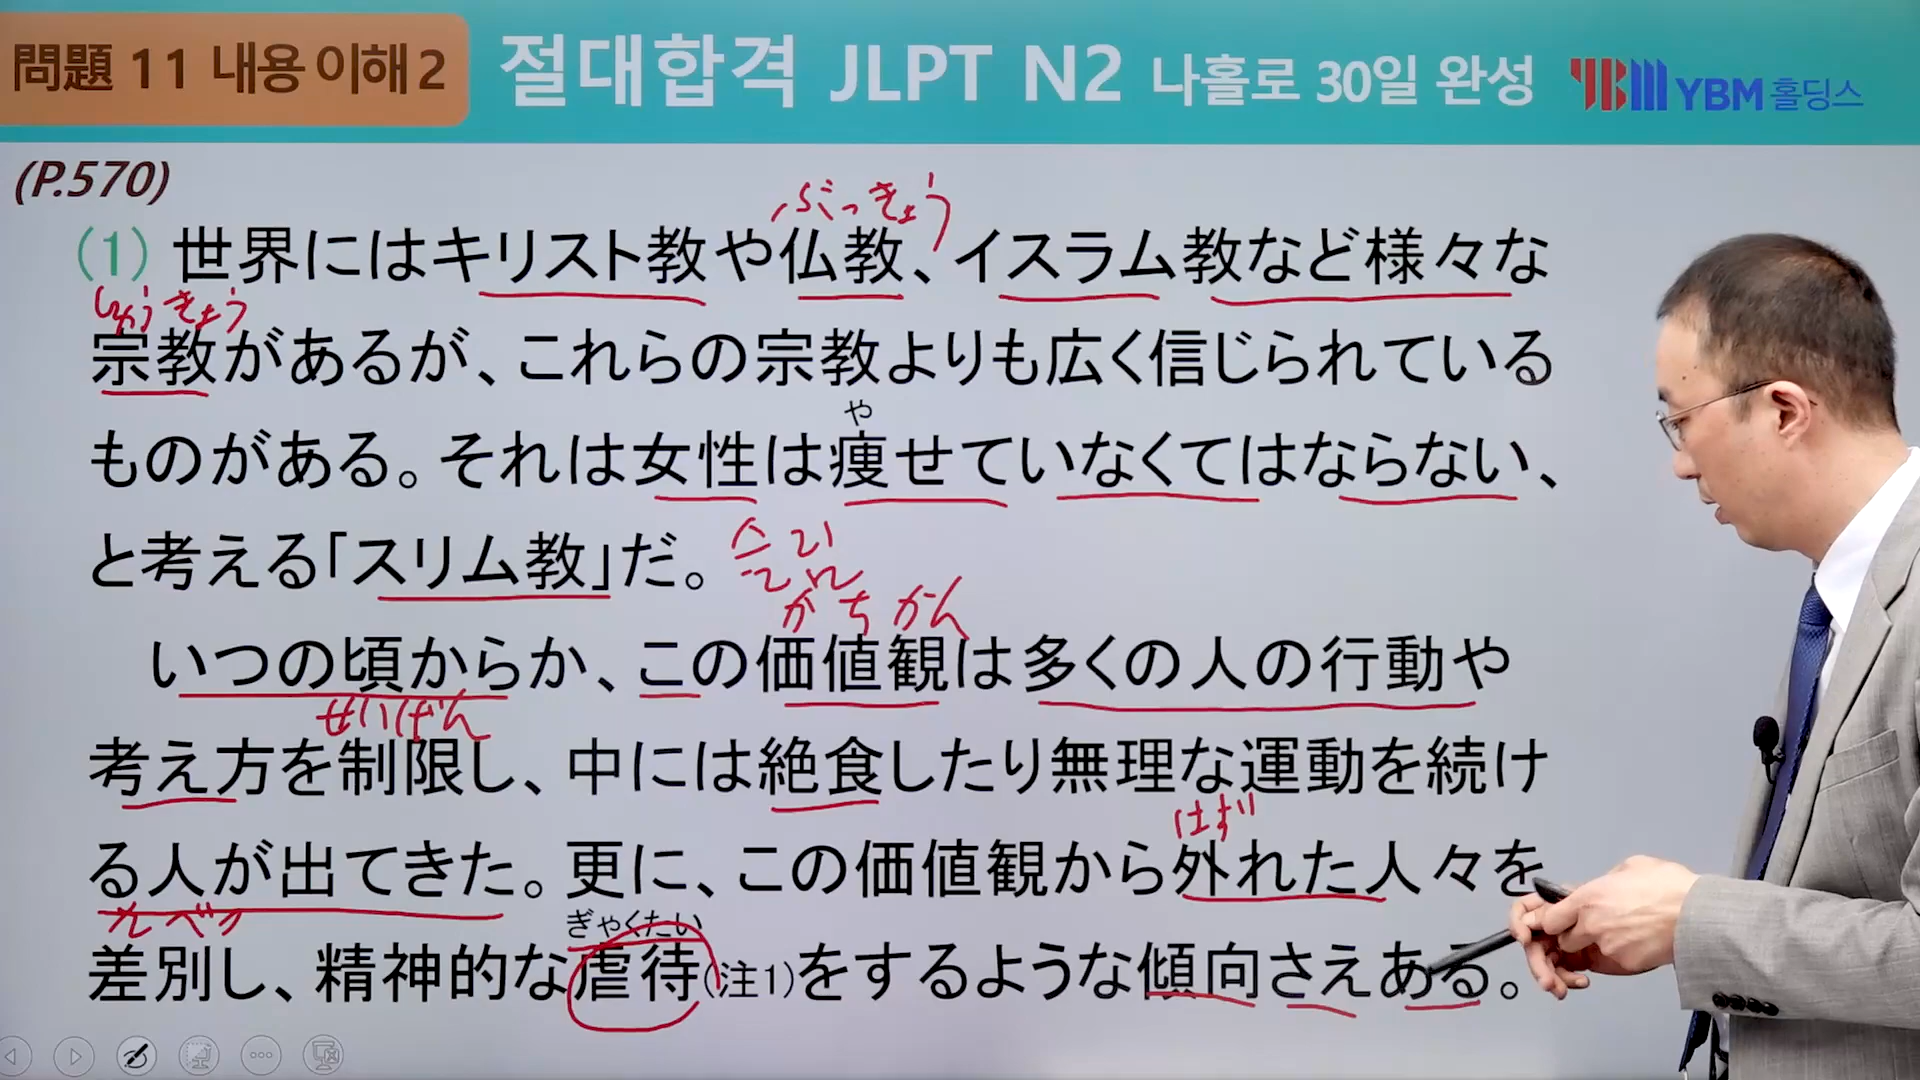 問題 11 내용 이해 2
절대합격 JLPT N2 나홀로 30일 완성
YBM YBM 홀딩스
(P.570)
ぶっきょう
(1) 世界にはキリスト教や仏教、イスラム教など様々な
しゅうきょう
宗教があるが、これらの宗教よりも広く信じられている
や
ものがある。それは女性は痩せていなくてはならない、
と考える「スリム教」だ。
かちかん
いつの頃からか、この価値観は多くの人の行動や
せいげん
考え方を制限し、中には絶食したり無理な運動を続け
はず
る人が出てきた。更に、この価値観から外れた人々を
ぎゃくたい
差別し、精神的な虐待(注1)をするような傾向さえある。